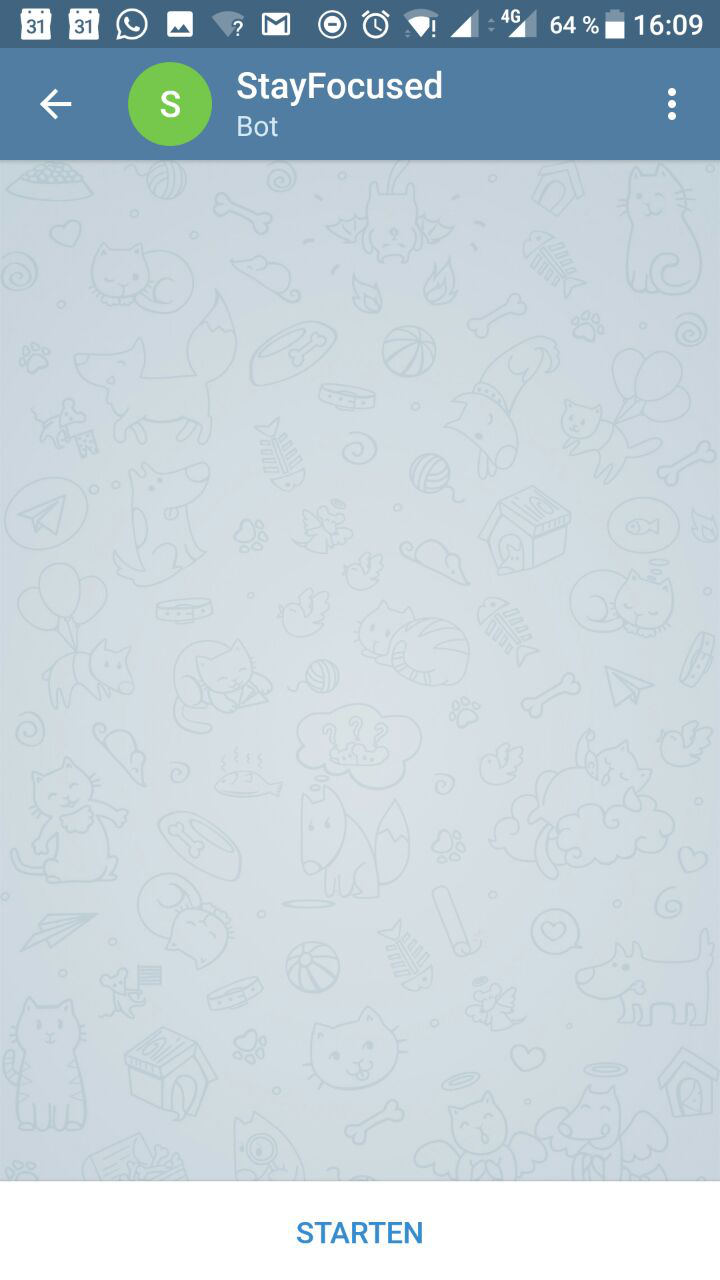 31 31 ? ! 4G 64 % 16:09
S
StayFocused
Bot
? ? ?
STARTEN